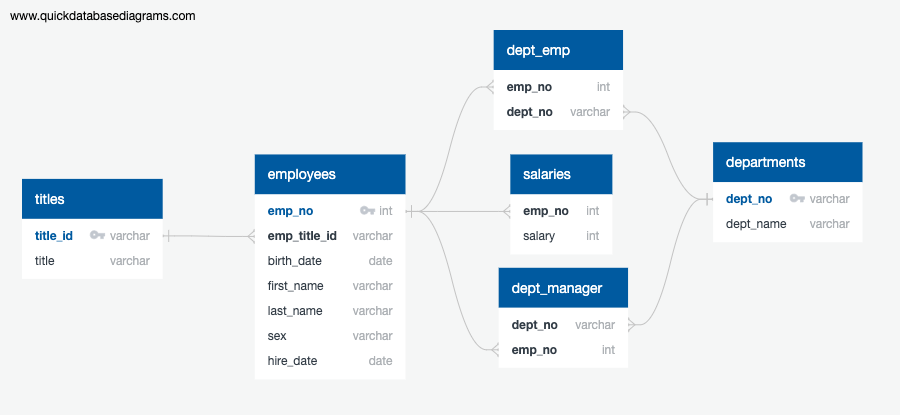 www.quickdatabasediagrams.com
titles
title_id varchar
title varchar
employees
emp_no int
emp_title_id varchar
birth_date date
first_name varchar
last_name varchar
sex varchar
hire_date date
dept_emp
emp_no int
dept_no varchar
salaries
emp_no int
salary int
dept_manager
dept_no varchar
emp_no int
departments
dept_no varchar
dept_name varchar